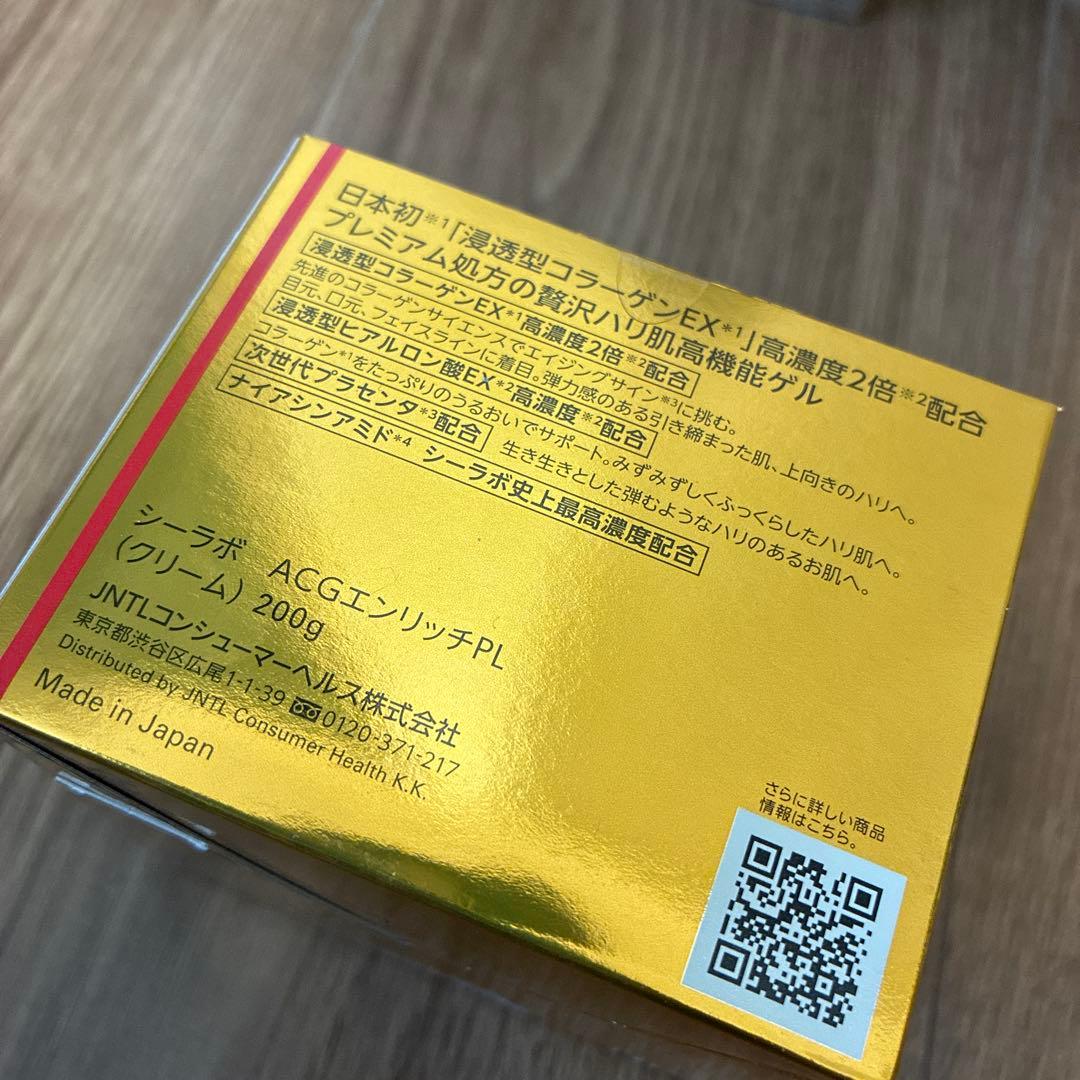 日本初※1「浸透型コラーゲンEX*1」高濃度2倍※2配合
プレミアム処方の贅沢ハリ肌高機能ゲル
浸透型コラーゲンEX*1高濃度2倍※2配合
先進のコラーゲンサイエンスでエイジングサイン※3に挑む。
目元、口元、フェイスラインに着目。弾力感のある引き締まった肌、上向きのハリへ。
浸透型ヒアルロン酸EX*2高濃度※2配合
コラーゲン*1をたっぷりのうるおいでサポート。みずみずしくふっくらしたハリ肌へ。
次世代プラセンタ*3配合 生き生きとした弾むようなハリのあるお肌へ。
ナイアシンアミド*4 シーラボ史上最高濃度配合
シーラボ ACGエンリッチPL
(クリーム) 200g
JNTLコンシューマーヘルス株式会社
東京都渋谷区広尾1-1-39 0120-371-217
Distributed by JNTL Consumer Health K.K.
Made in Japan
さらに詳しい商品
情報はこちら。